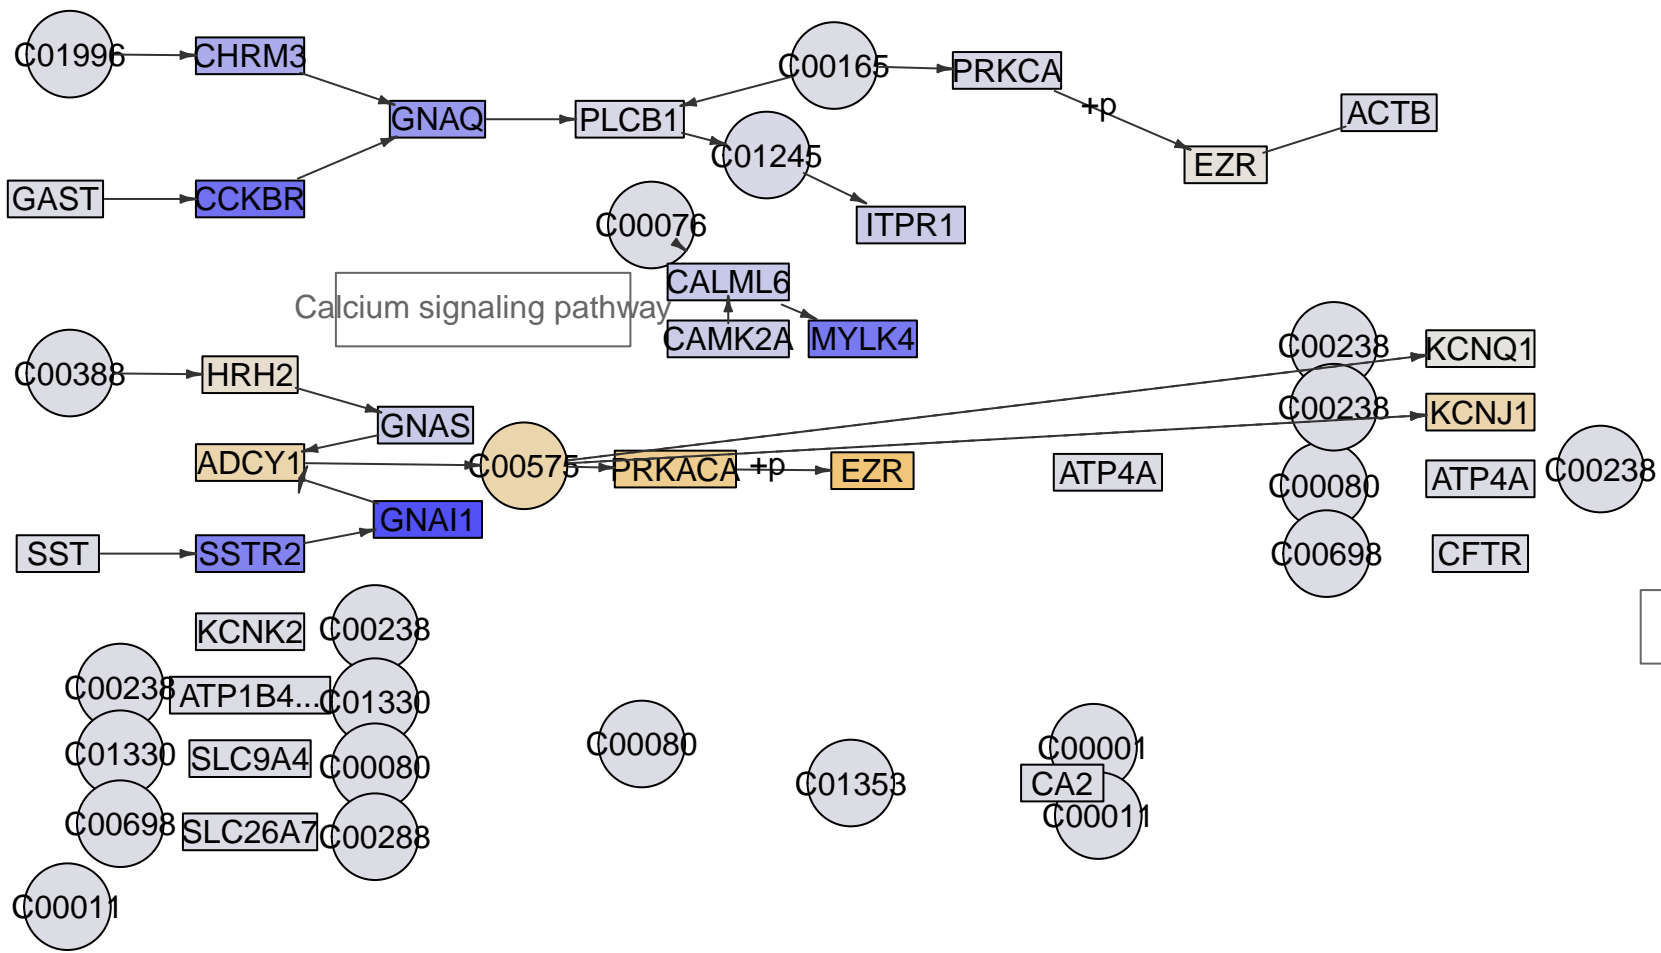 C01996
CHRM3
C00165
PRKCA
+p
ACTB
GNAQ
PLCB1
C01245
EZR
GAST
CCKBR
C00076
ITPR1
CALML6
Calcium signaling pathway
CAMK2A
MYLK4
C00238
KCNQ1
C00388
HRH2
C00238
KCNJ1
GNAS
ADCY1
C00575
PRKACA
+p
EZR
ATP4A
C00080
ATP4A
C00238
GNAI1
SST
SSTR2
C00698
CFTR
KCNK2
C00238
C00238
ATP1B4...
C01330
C01330
SLC9A4
C00080
C00080
C01353
C00001
CA2
C00011
C00698
SLC26A7
C00288
C00011